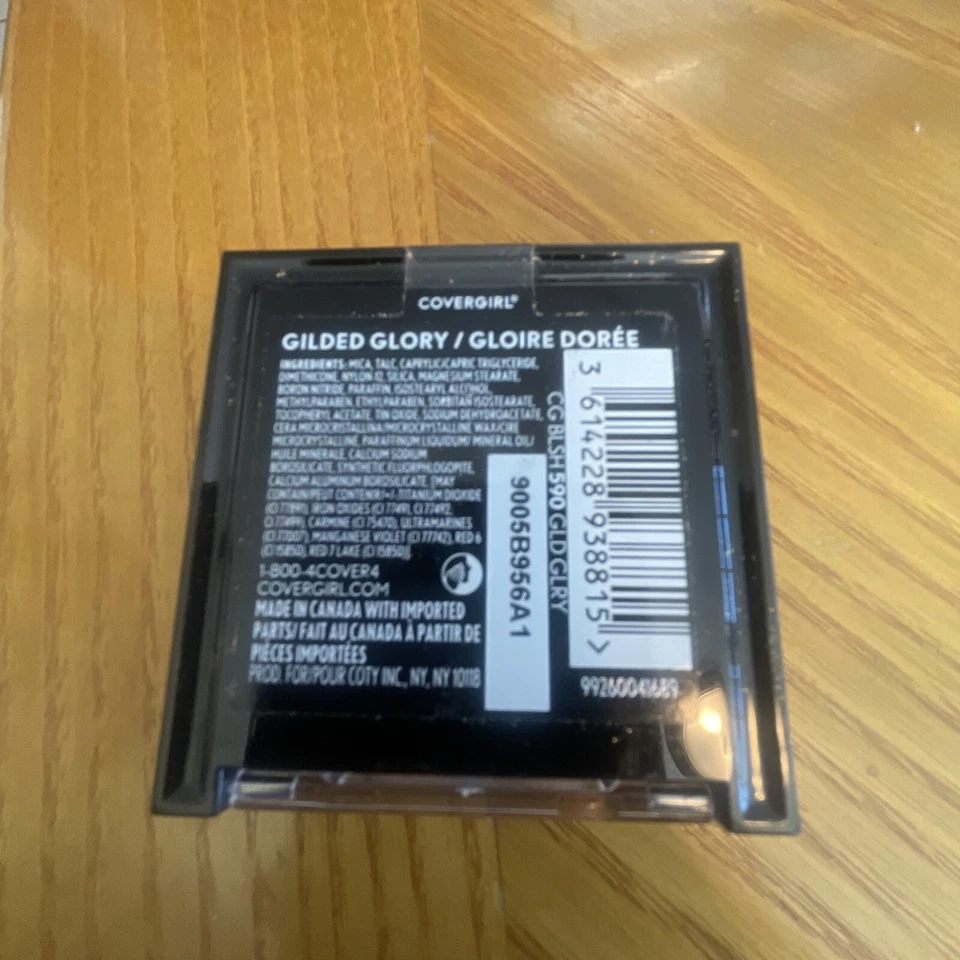 COVERGIRL®
GILDED GLORY / GLOIRE DORÉE
INGREDIENTS: MICA, TALC, CAPRYLIC/CAPRIC TRIGLYCERIDE,
DIMETHICONE, NYLON-12, SILICA, MAGNESIUM STEARATE,
BORON NITRIDE, PARAFFIN, ISOSTEARYL ALCOHOL,
METHYLPARABEN, ETHYLPARABEN, SORBITAN ISOSTEARATE,
TOCOPHERYL ACETATE, TIN OXIDE, SODIUM DEHYDROACETATE,
CERA MICROCRISTALLINA/MICROCRYSTALLINE WAX/CIRE
MICROCRYSTALLINE, PARAFFINUM LIQUIDUM/ MINERAL OIL/
HUILE MINERALE, CALCIUM SODIUM
BOROSILICATE, SYNTHETIC FLUORPHLOGOPITE,
CALCIUM ALUMINUM BOROSILICATE, [MAY
CONTAIN/PEUT CONTENIR/+/-:TITANIUM DIOXIDE
(CI 77891), IRON OXIDES (CI 77491, CI 77492,
CI 77499), CARMINE (CI 75470), ULTRAMARINES
(CI 77007), MANGANESE VIOLET (CI 77742), RED 6
(CI 15850), RED 7 LAKE (CI 15850)].
1-800-4COVER4
COVERGIRL.COM
MADE IN CANADA WITH IMPORTED
PARTS/ FAIT AU CANADA À PARTIR DE
PIÈCES IMPORTÉES
PROD. FOR/POUR COTY INC., NY, NY 10118
9005B956A1
CG BLSH 590 GLD GLRY
3 614228 938815 >
99260041689